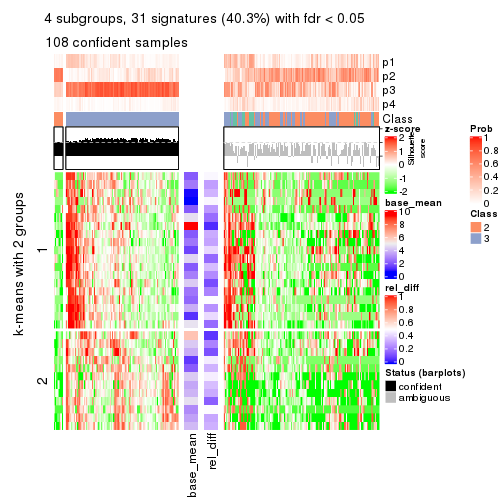 4 subgroups, 31 signatures (40.3%) with fdr < 0.05
108 confident samples
p1
p2
p3
p4
Class
Silhouette
score
k-means with 2 groups
1
2
base_mean
rel_diff
z-score
2
1
0
-1
-2
base_mean
10
8
6
4
2
0
rel_diff
1
0.8
0.6
0.4
0.2
0
Status (barplots)
confident
ambiguous
Prob
1
0.8
0.6
0.4
0.2
0
Class
2
3